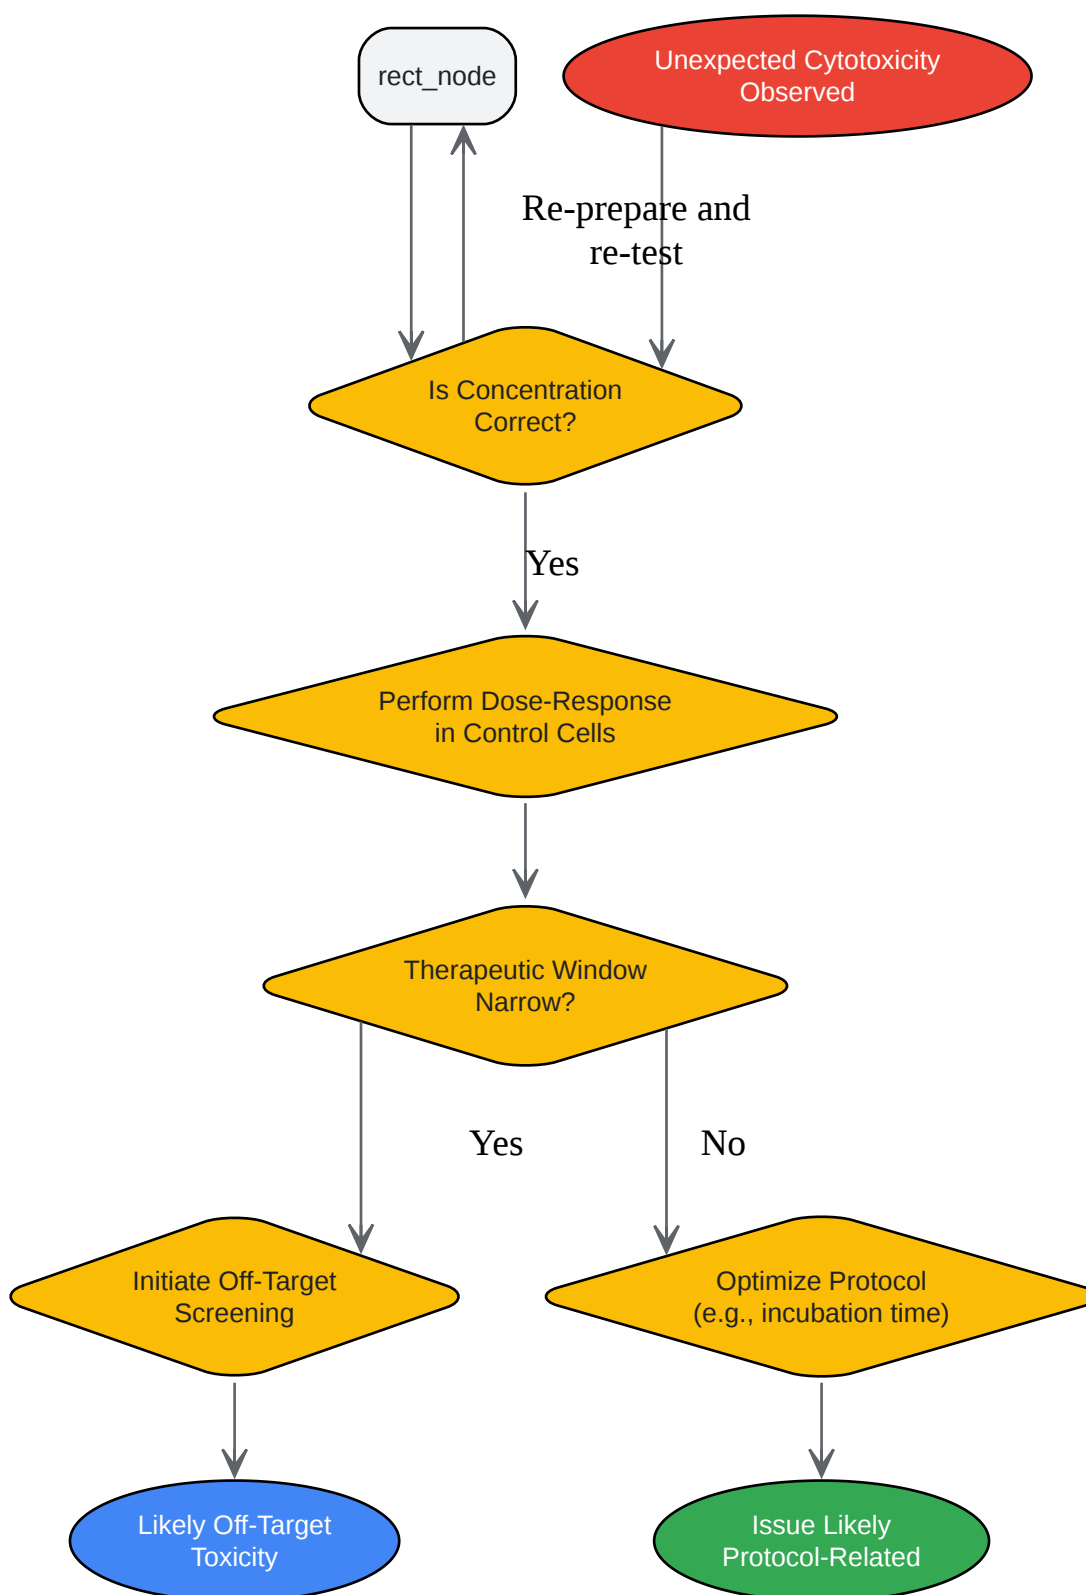 rect_node
Unexpected Cytotoxicity
Observed
Re-prepare and
re-test
Is Concentration
Correct?
Yes
Perform Dose-Response
in Control Cells
Therapeutic Window
Narrow?
Yes
No
Initiate Off-Target
Screening
Optimize Protocol
(e.g., incubation time)
Likely Off-Target
Toxicity
Issue Likely
Protocol-Related